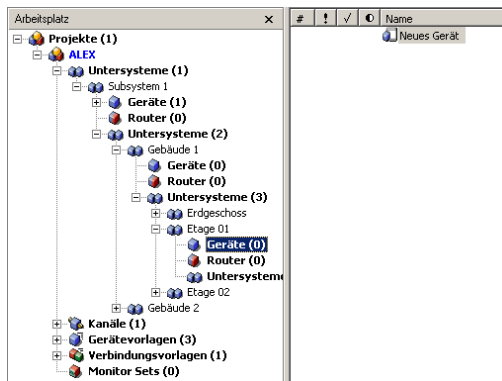 Arbeitsplatz
Projekte (1)
ALEX
Untersysteme (1)
Subsystem 1
Geräte (1)
Router (0)
Untersysteme (2)
Gebäude 1
Geräte (0)
Router (0)
Untersysteme (3)
Erdgeschoss
Etage 01
Geräte (0)
Router (0)
Untersysteme
Etage 02
Gebäude 2
Kanäle (1)
Gerätevorlagen (3)
Verbindungsvorlagen (1)
Monitor Sets (0)
# ! √ Name
Neues Gerät